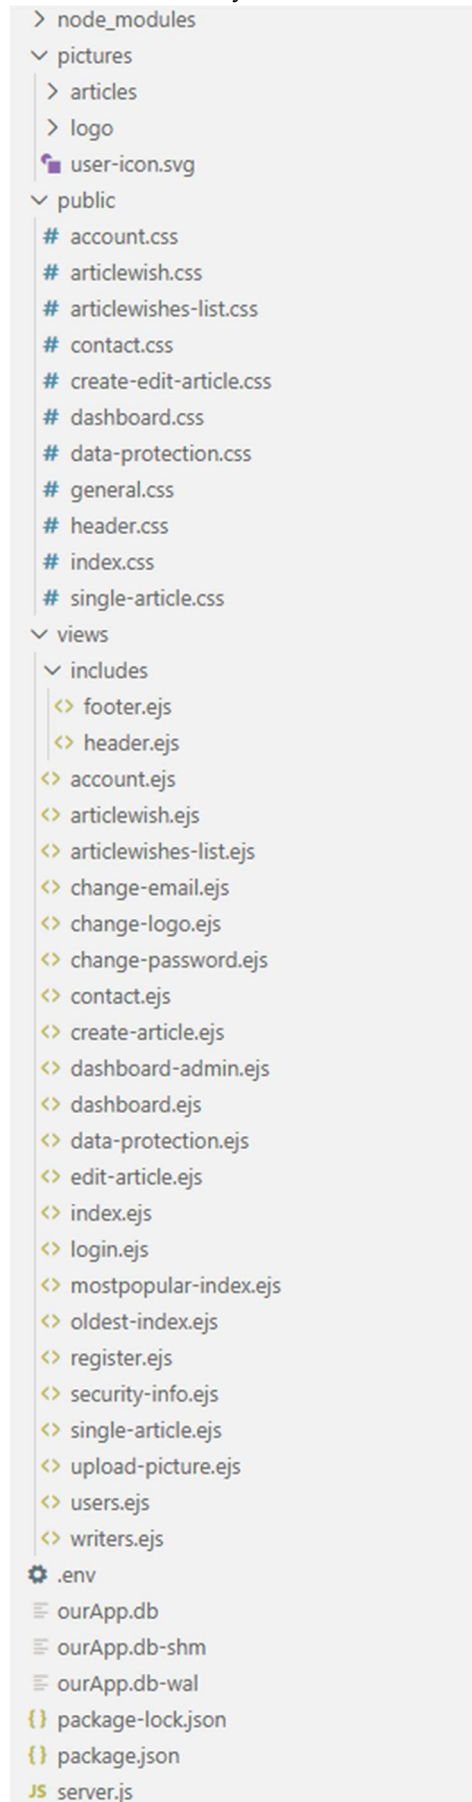 node_modules
pictures
articles
logo
user-icon.svg
public
# account.css
# articlewish.css
# articlewishes-list.css
# contact.css
# create-edit-article.css
# dashboard.css
# data-protection.css
# general.css
# header.css
# index.css
# single-article.css
views
includes
<> footer.ejs
<> header.ejs
<> account.ejs
<> articlewish.ejs
<> articlewishes-list.ejs
<> change-email.ejs
<> change-logo.ejs
<> change-password.ejs
<> contact.ejs
<> create-article.ejs
<> dashboard-admin.ejs
<> dashboard.ejs
<> data-protection.ejs
<> edit-article.ejs
<> index.ejs
<> login.ejs
<> mostpopular-index.ejs
<> oldest-index.ejs
<> register.ejs
<> security-info.ejs
<> single-article.ejs
<> upload-picture.ejs
<> users.ejs
<> writers.ejs
.env
ourApp.db
ourApp.db-shm
ourApp.db-wal
{} package-lock.json
{} package.json
JS server.js